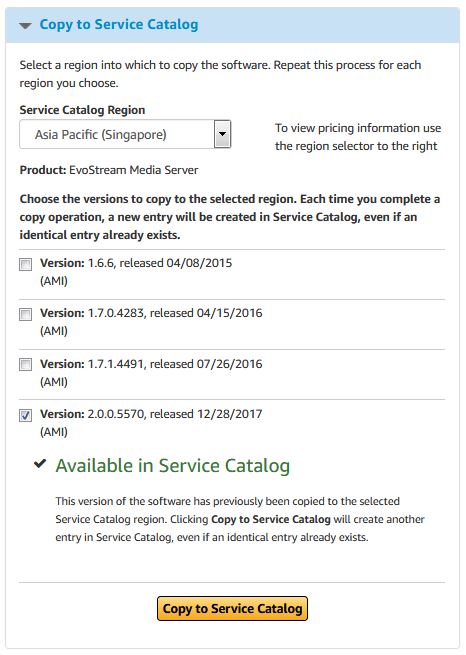 Copy to Service Catalog
Select a region into which to copy the software. Repeat this process for each
region you choose.
Service Catalog Region
Asia Pacific (Singapore)
To view pricing information use
the region selector to the right
Product: EvoStream Media Server
Choose the versions to copy to the selected region. Each time you complete a
copy operation, a new entry will be created in Service Catalog, even if an
identical entry already exists.
Version: 1.6.6, released 04/08/2015
(AMI)
Version: 1.7.0.4283, released 04/15/2016
(AMI)
Version: 1.7.1.4491, released 07/26/2016
(AMI)
Version: 2.0.0.5570, released 12/28/2017
(AMI)
Available in Service Catalog
This version of the software has previously been copied to the selected
Service Catalog region. Clicking Copy to Service Catalog will create another
entry in Service Catalog, even if an identical entry already exists.
Copy to Service Catalog